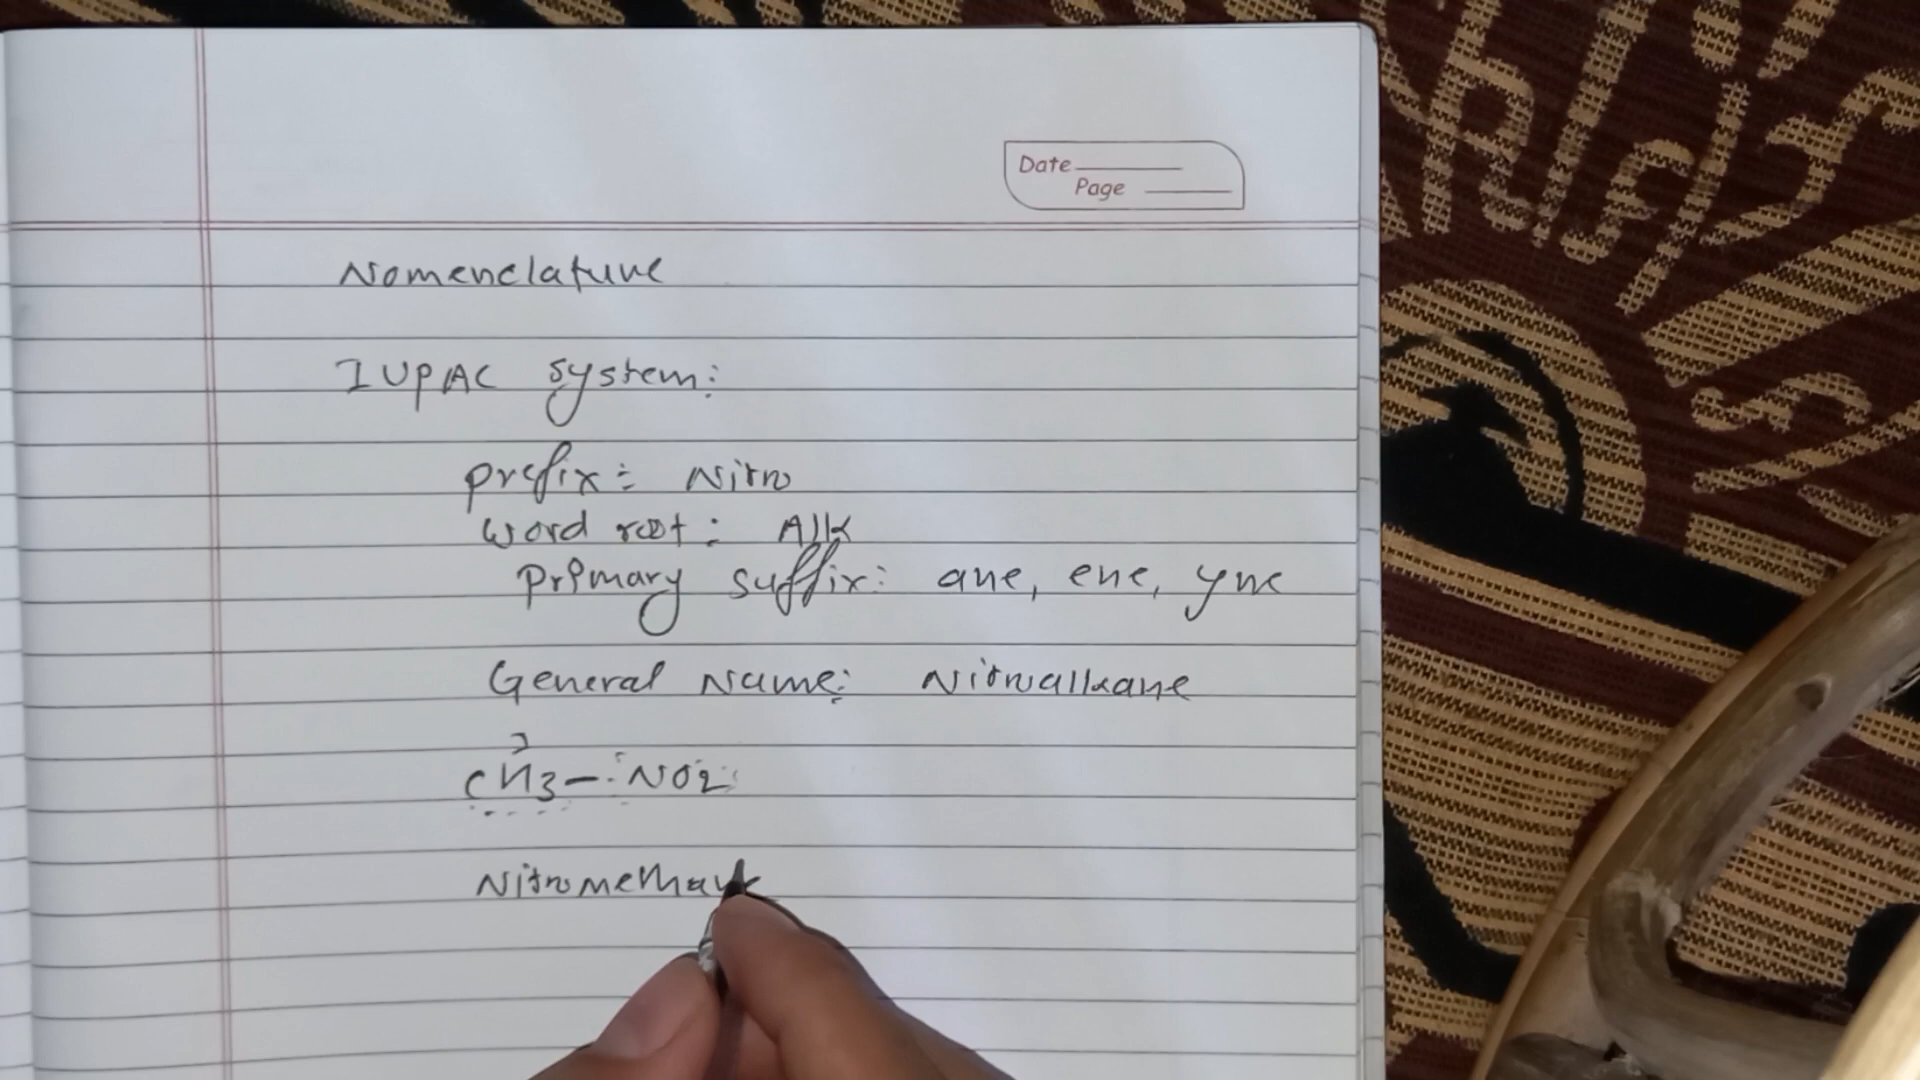 Date
Page
Nomenclature
IUPAC system:
prefix: Nitro
word root: Alk
Primary suffix: ane, ene, yne
General Name: Nitroalkane
CH3-NO2
Nitromethane